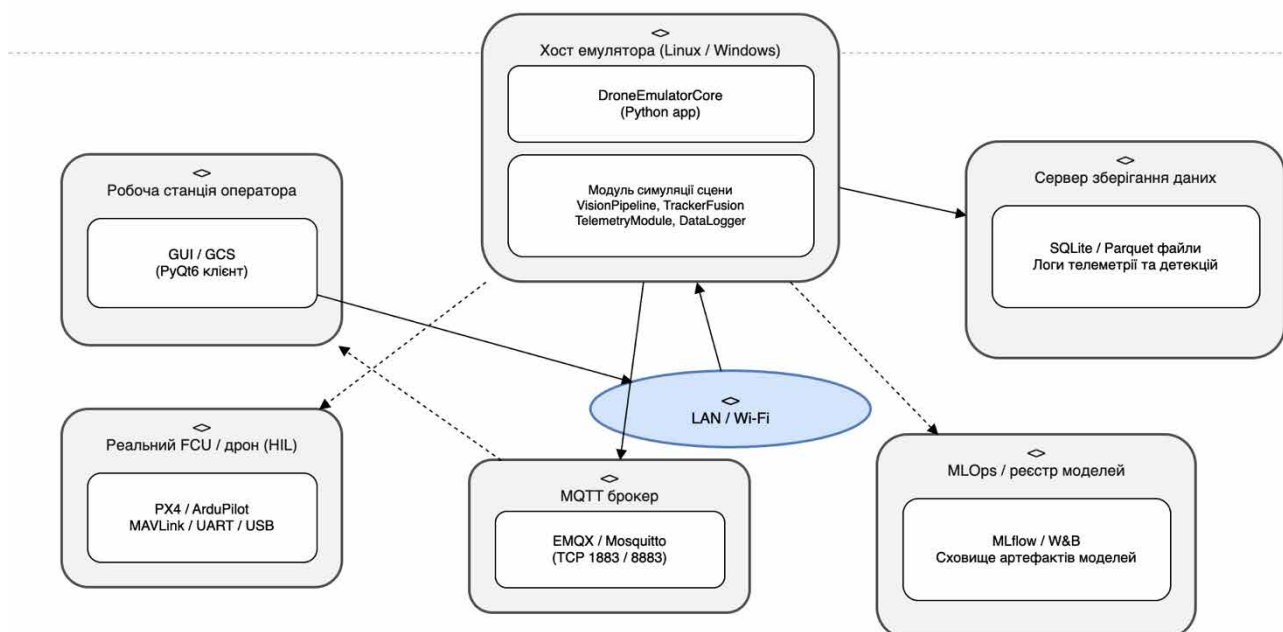 <>
Хост емулятора (Linux / Windows)
DroneEmulatorCore
(Python app)
Модуль симуляції сцени
VisionPipeline, TrackerFusion
TelemetryModule, DataLogger
<>
Робоча станція оператора
GUI / GCS
(PyQt6 клієнт)
<>
Сервер зберігання даних
SQLite / Parquet файли
Логи телеметрії та детекцій
<>
LAN / Wi-Fi
<>
Реальний FCU / дрон (HIL)
PX4 / ArduPilot
MAVLink / UART / USB
<>
MQTT брокер
EMQX / Mosquitto
(TCP 1883 / 8883)
<>
MLOps / реєстр моделей
MLflow / W&B
Сховище артефактів моделей